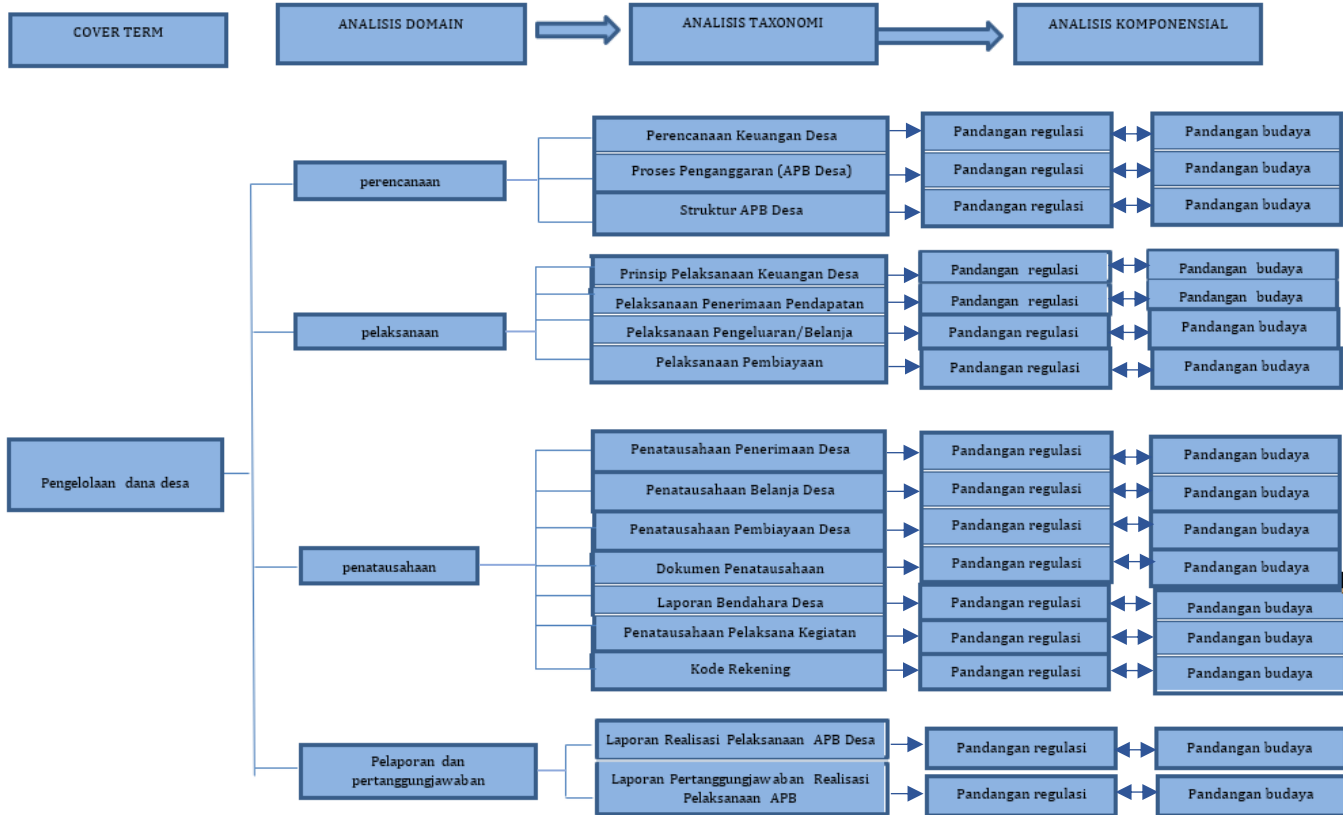 COVER TERM
ANALISIS DOMAIN
ANALISIS TAXONOMI
ANALISIS KOMPONENSIAL
Pengelolaan dana desa
perencanaan
Perencanaan Keuangan Desa
Pandangan regulasi
Pandangan budaya
Proses Penganggaran (APB Desa)
Pandangan regulasi
Pandangan budaya
Struktur APB Desa
Pandangan regulasi
Pandangan budaya
pelaksanaan
Prinsip Pelaksanaan Keuangan Desa
Pandangan regulasi
Pandangan budaya
Pelaksanaan Penerimaan Pendapatan
Pandangan regulasi
Pandangan budaya
Pelaksanaan Pengeluaran/Belanja
Pandangan regulasi
Pandangan budaya
Pelaksanaan Pembiayaan
Pandangan regulasi
Pandangan budaya
penatausahaan
Penatausahaan Penerimaan Desa
Pandangan regulasi
Pandangan budaya
Penatausahaan Belanja Desa
Pandangan regulasi
Pandangan budaya
Penatausahaan Pembiayaan Desa
Pandangan regulasi
Pandangan budaya
Dokumen Penatausahaan
Pandangan regulasi
Pandangan budaya
Laporan Bendahara Desa
Pandangan regulasi
Pandangan budaya
Penatausahaan Pelaksana Kegiatan
Pandangan regulasi
Pandangan budaya
Kode Rekening
Pandangan regulasi
Pandangan budaya
Pelaporan dan
pertanggungjawaban
Laporan Realisasi Pelaksanaan APB Desa
Pandangan regulasi
Pandangan budaya
Laporan Pertanggungjawaban Realisasi
Pelaksanaan APB
Pandangan regulasi
Pandangan budaya